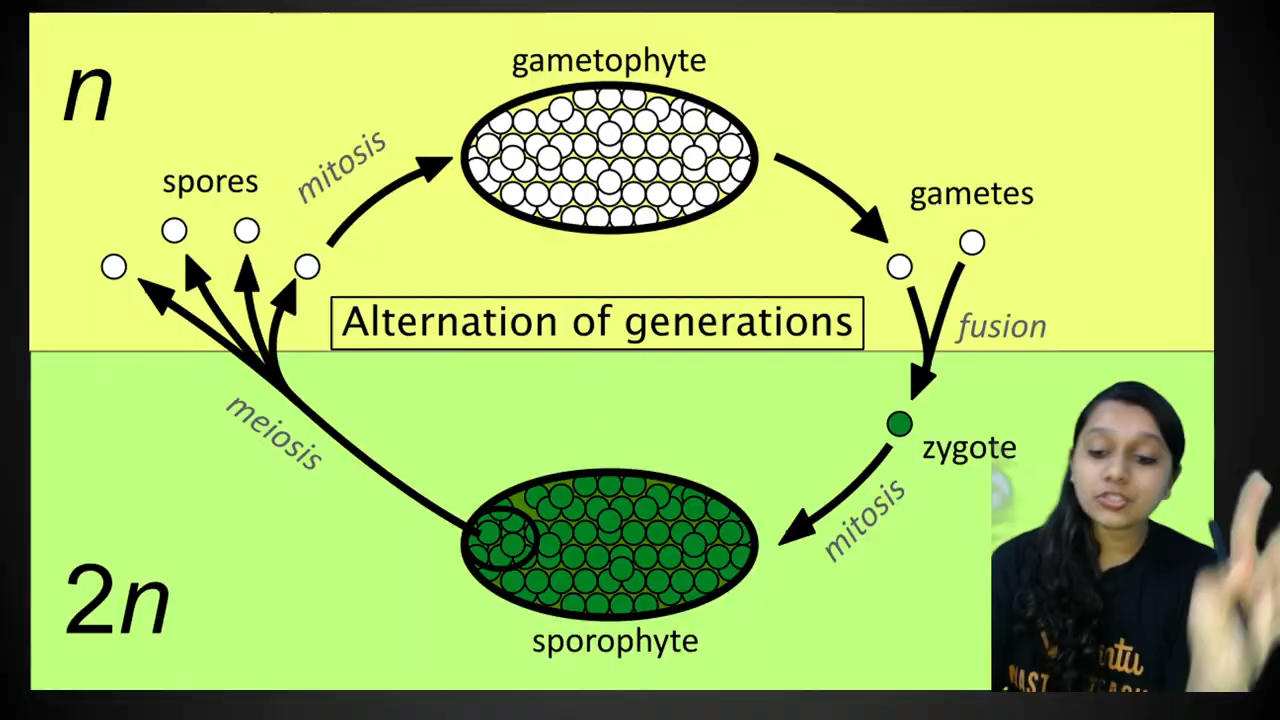 n
gametophyte
mitosis
spores
gametes
Alternation of generations
fusion
meiosis
zygote
mitosis
2n
sporophyte